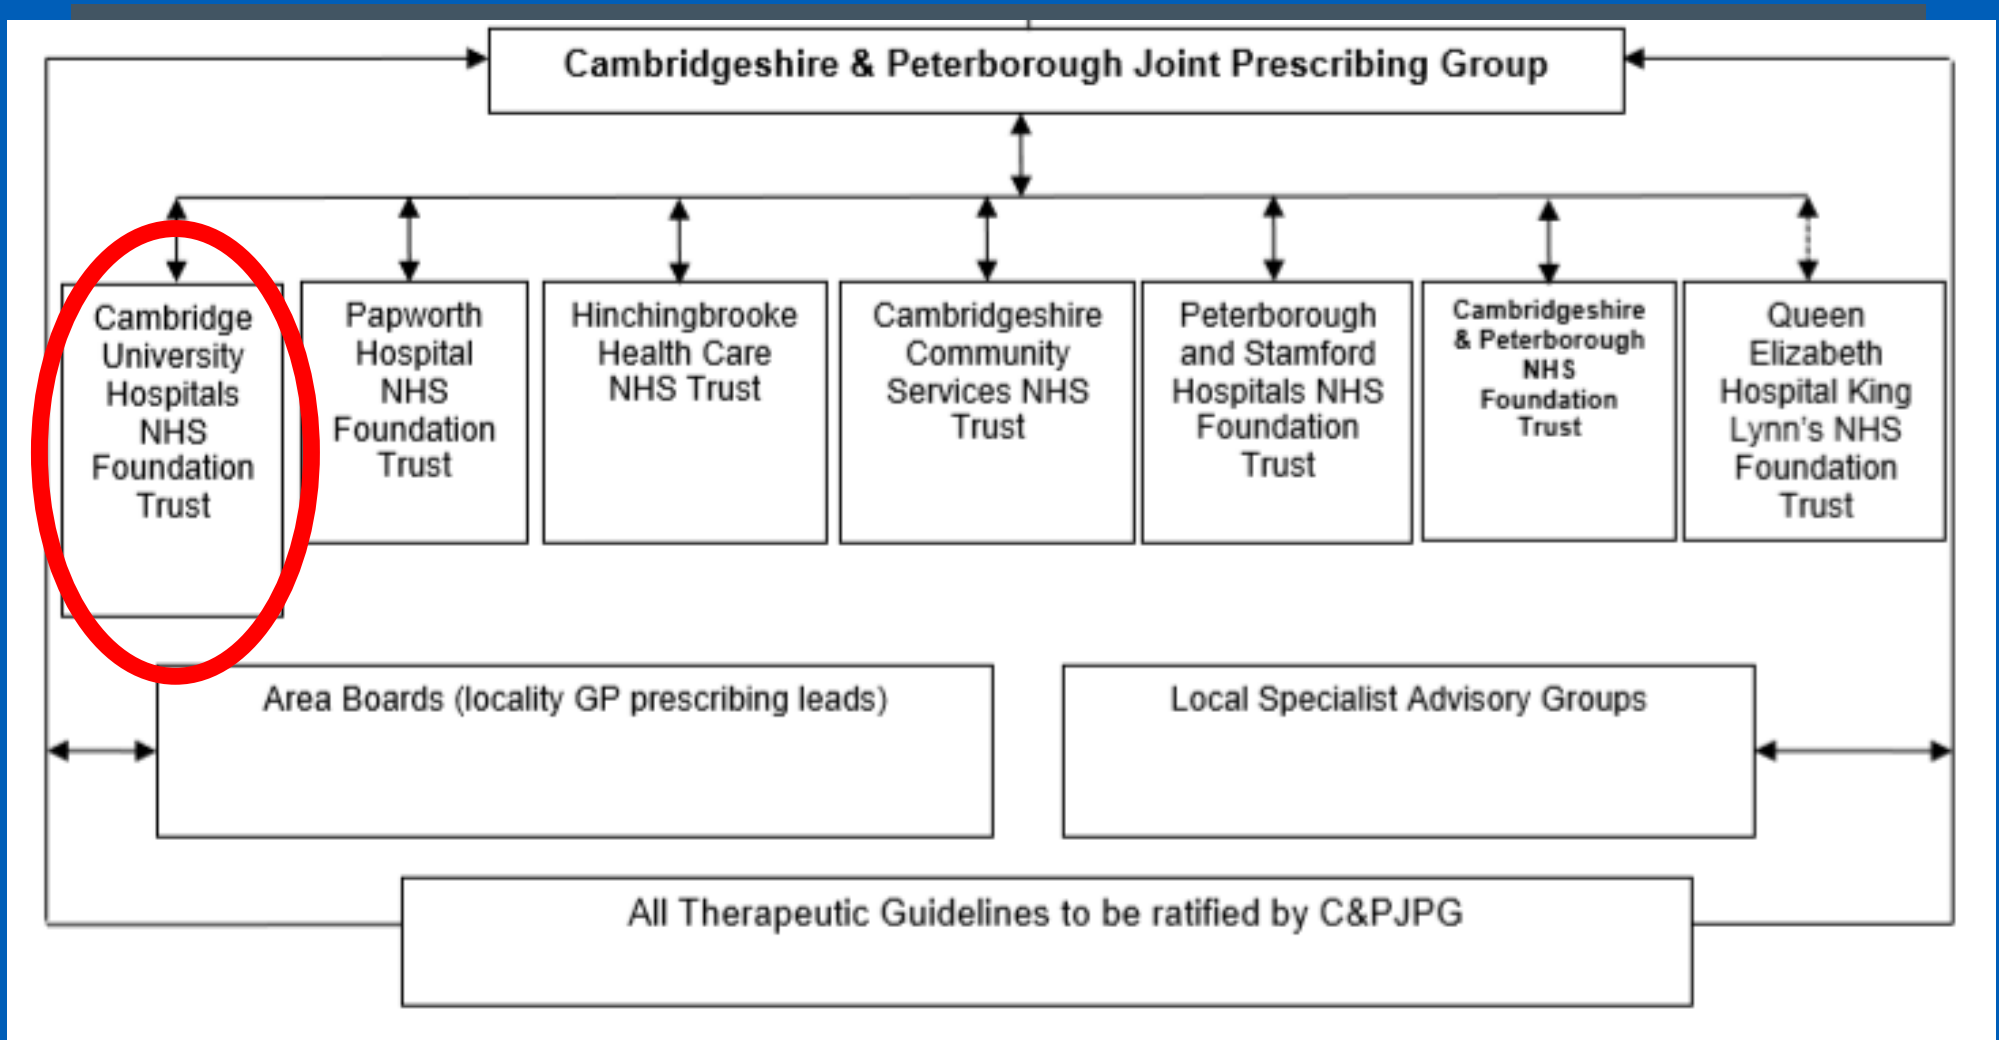 Cambridgeshire & Peterborough Joint Prescribing Group
Cambridge
University
Hospitals
NHS
Foundation
Trust
Papworth
Hospital
NHS
Foundation
Trust
Hinchingbrooke
Health Care
NHS Trust
Cambridgeshire
Community
Services NHS
Trust
Peterborough
and Stamford
Hospitals NHS
Foundation
Trust
Cambridgeshire
& Peterborough
NHS
Foundation
Trust
Queen
Elizabeth
Hospital King
Lynn's NHS
Foundation
Trust
Area Boards (locality GP prescribing leads)
Local Specialist Advisory Groups
All Therapeutic Guidelines to be ratified by C&PJPG